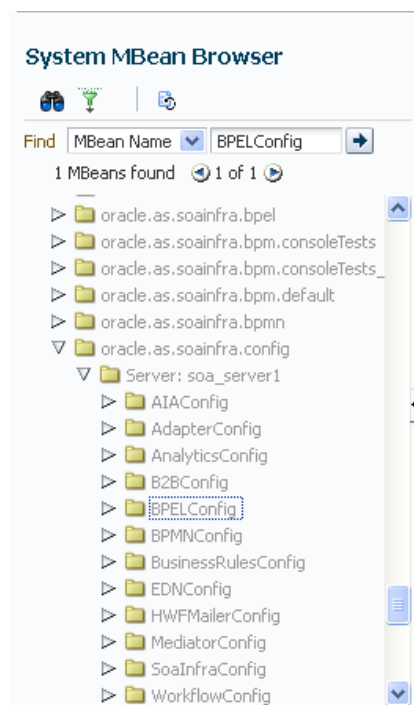 System MBean Browser
Find MBean Name BPELConfig
1 MBeans found 1 of 1
oracle.as.soainfra.bpel
oracle.as.soainfra.bpm.consoleTests
oracle.as.soainfra.bpm.consoleTests_
oracle.as.soainfra.bpm.default
oracle.as.soainfra.bpmn
oracle.as.soainfra.config
Server: soa_server1
AIAConfig
AdapterConfig
AnalyticsConfig
B2BConfig
BPELConfig
BPMNConfig
BusinessRulesConfig
EDNConfig
HWFMailerConfig
MediatorConfig
SoaInfraConfig
WorkflowConfig